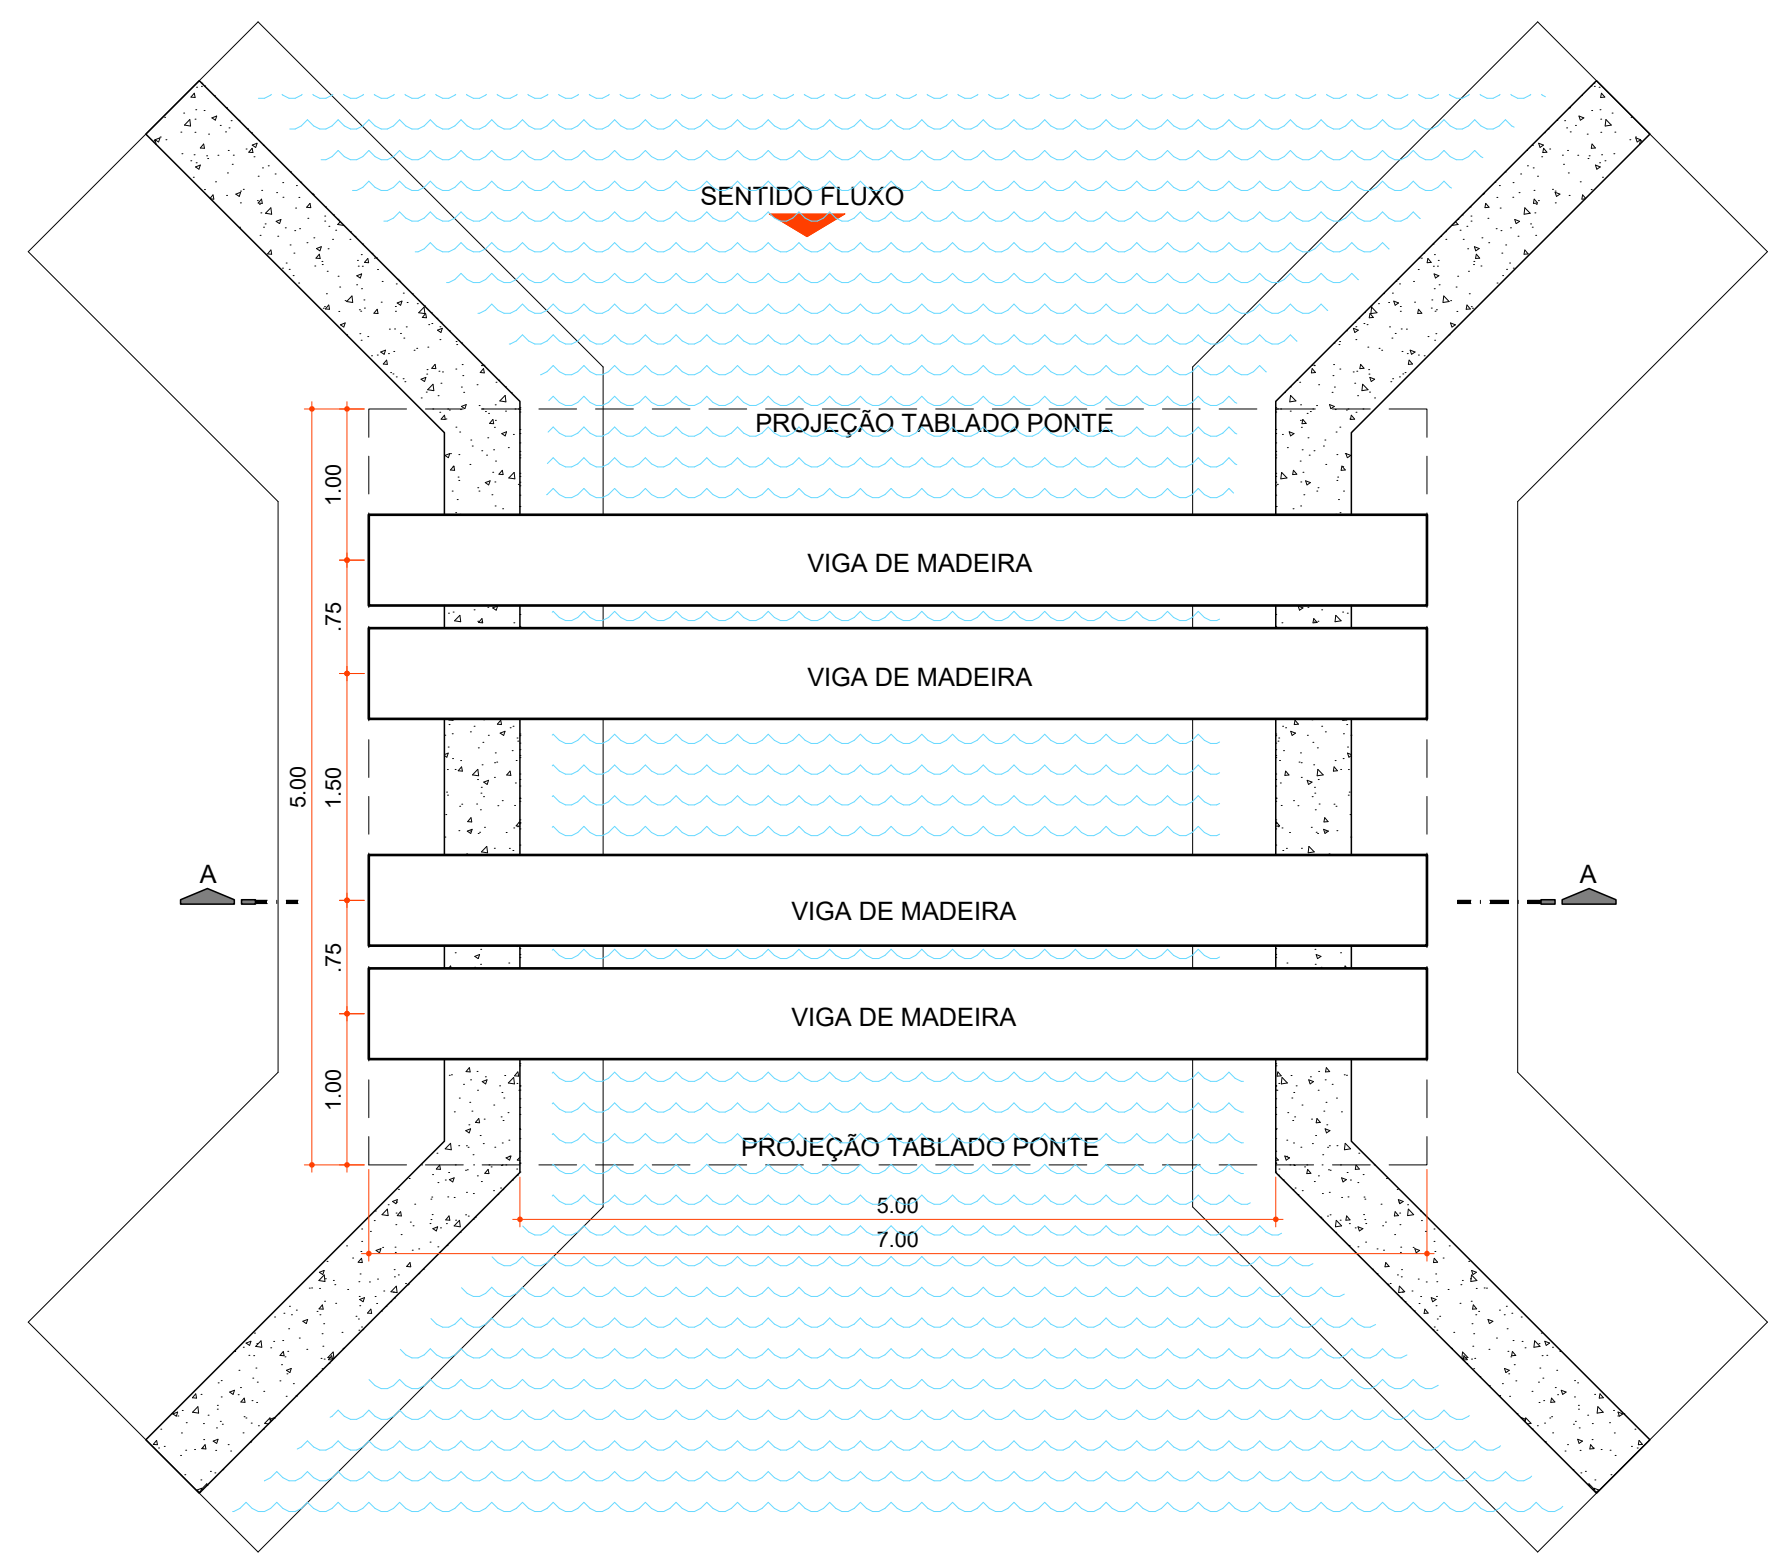 SENTIDO FLUXO
PROJEÇÃO TABLADO PONTE
1.00
VIGA DE MADEIRA
.75
VIGA DE MADEIRA
5.00
1.50
A
A
VIGA DE MADEIRA
.75
VIGA DE MADEIRA
1.00
PROJEÇÃO TABLADO PONTE
5.00
7.00